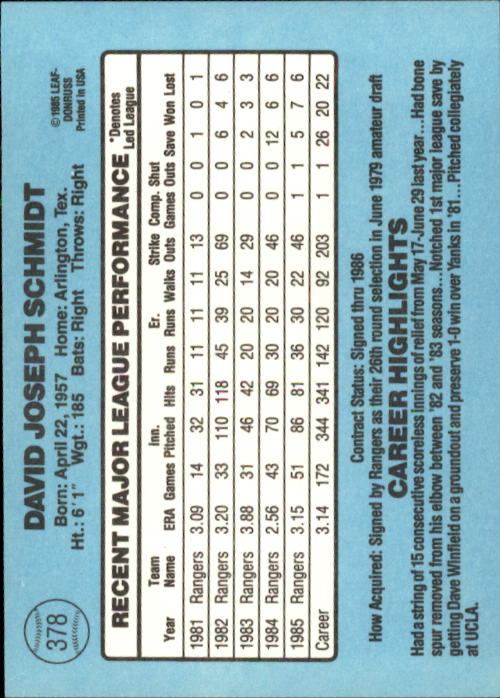 378
DAVID JOSEPH SCHMIDT
Born: April 22, 1957 Home: Arlington, Tex.
Ht.: 6'1" Wgt.: 185 Bats: Right Throws: Right
© 1985 LEAF-
DONRUSS
Printed in USA
RECENT MAJOR LEAGUE PERFORMANCE
*Denotes
Led League
Team Inn. Er. Strike Comp. Shut
Year Name ERA Games Pitched Hits Runs Runs Walks Outs Games Outs Save Won Lost
1981 Rangers 3.09 14 32 31 11 11 11 13 0 0 1 0 1
1982 Rangers 3.20 33 110 118 45 39 25 69 0 0 6 4 6
1983 Rangers 3.88 31 46 42 20 20 14 29 0 0 2 3 3
1984 Rangers 2.56 43 70 69 30 20 20 46 0 0 12 6 6
1985 Rangers 3.15 51 86 81 36 30 22 46 1 1 5 7 6
Career 3.14 172 344 341 142 120 92 203 1 1 26 20 22
Contract Status: Signed thru 1986
How Acquired: Signed by Rangers as their 26th round selection in June 1979 amateur draft
CAREER HIGHLIGHTS
Had a string of 15 consecutive scoreless innings of relief from May 17-June 29 last year...Had bone
spur removed from his elbow between '82 and '83 seasons...Notched 1st major league save by
getting Dave Winfield on a groundout and preserve 1-0 win over Yanks in '81...Pitched collegiately
at UCLA.